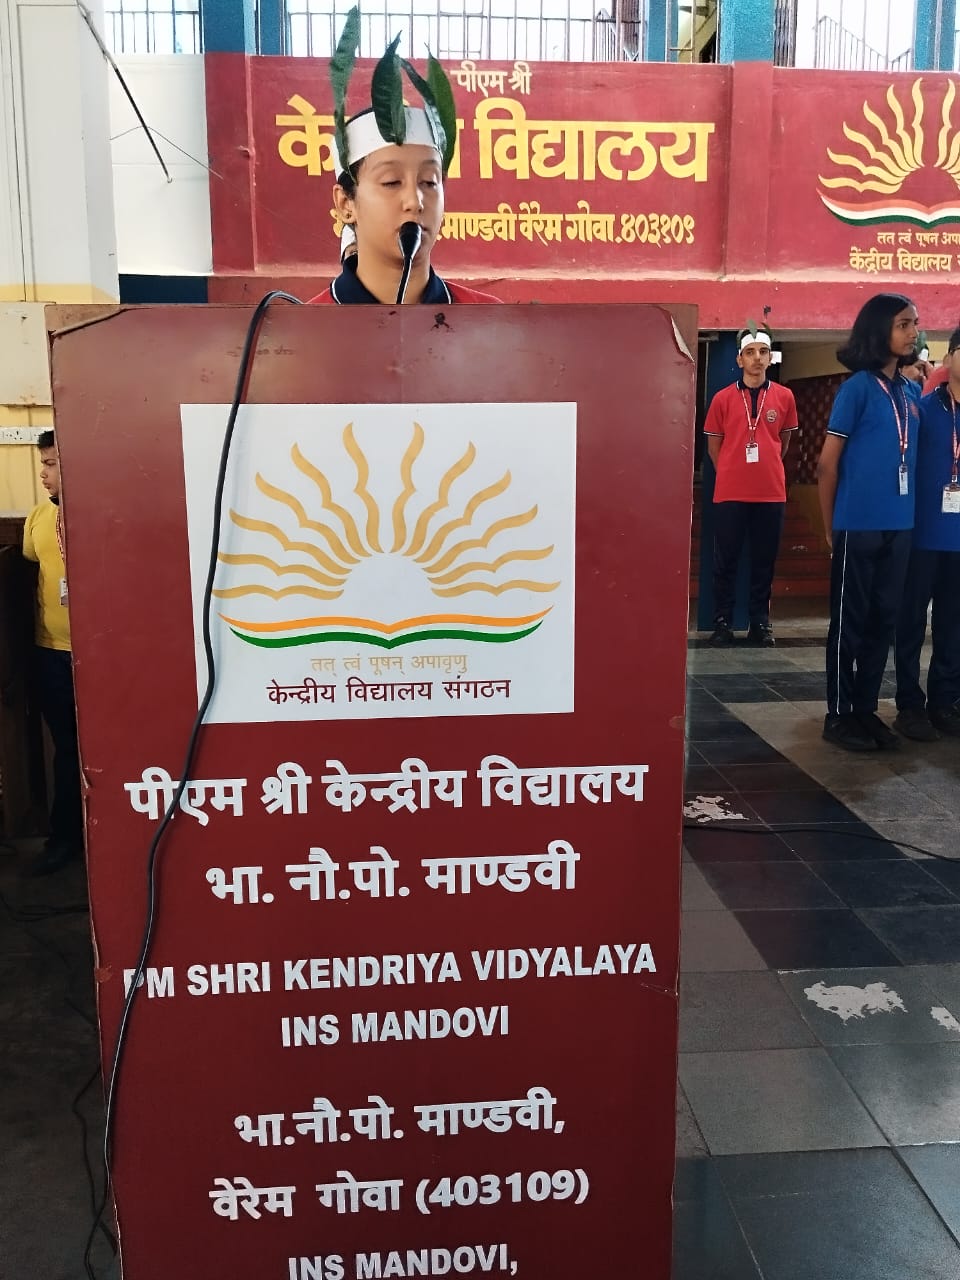 पीएम श्री
विद्यालय
माण्डवी वेरेम गोवा.४०३१०९
तत् त्वं पूषन् अपा
केंद्रीय विद्यालय
तत् त्वं पूषन् अपावृणु
केन्द्रीय विद्यालय संगठन
पीएम श्री केन्द्रीय विद्यालय
भा. नौ.पो. माण्डवी
PM SHRI KENDRIYA VIDYALAYA
INS MANDOVI
भा.नौ.पो. माण्डवी,
वेरेम गोवा (403109)
INS MANDOVI,